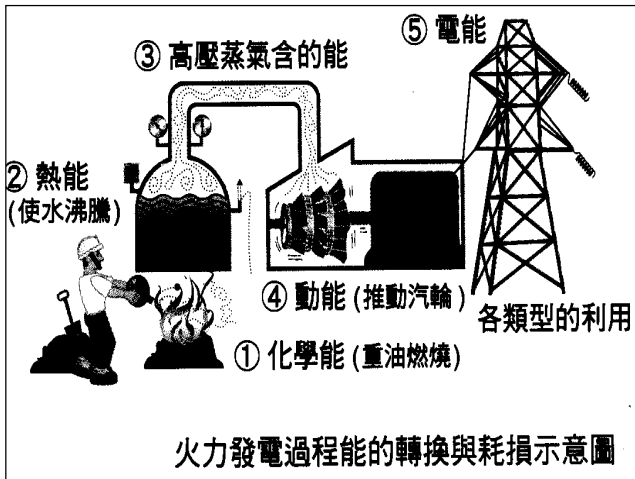 ⑤ 電能
③ 高壓蒸氣含的能
② 熱能
(使水沸騰)
④ 動能 (推動汽輪)
各類型的利用
① 化學能 (重油燃燒)
火力發電過程能的轉換與耗損示意圖